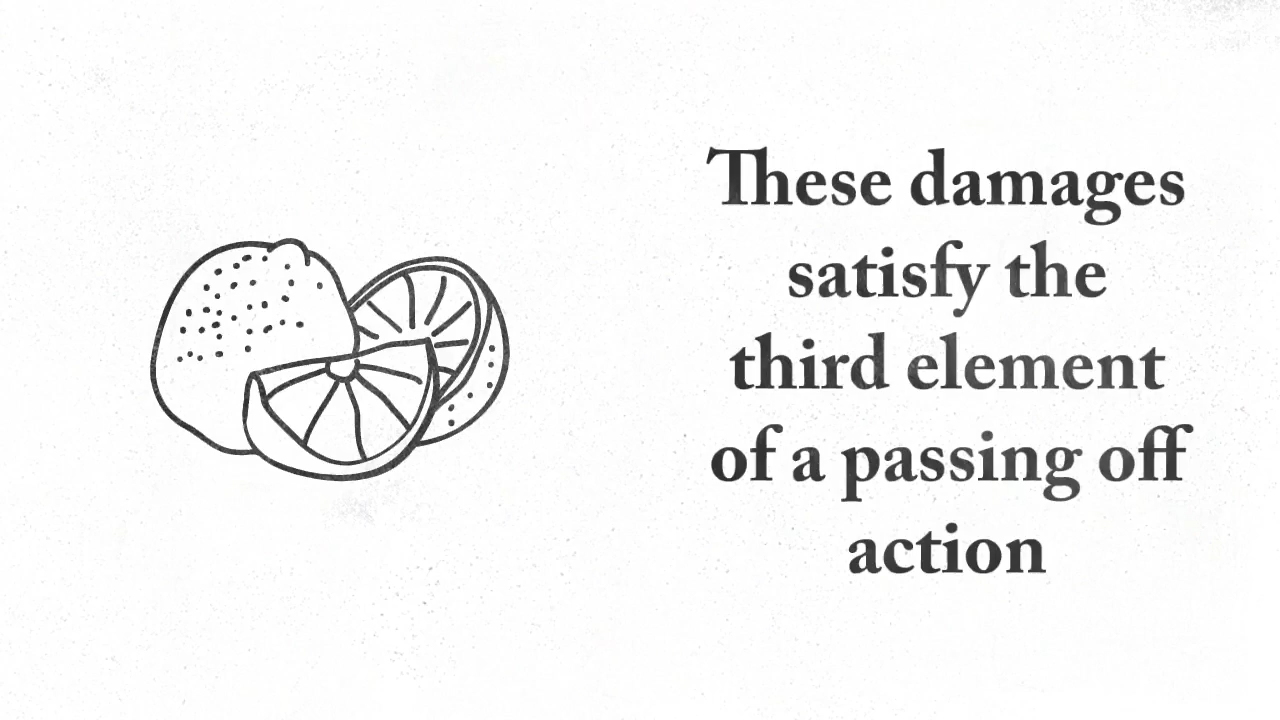 These damages
satisfy the
third element
of a passing off
action